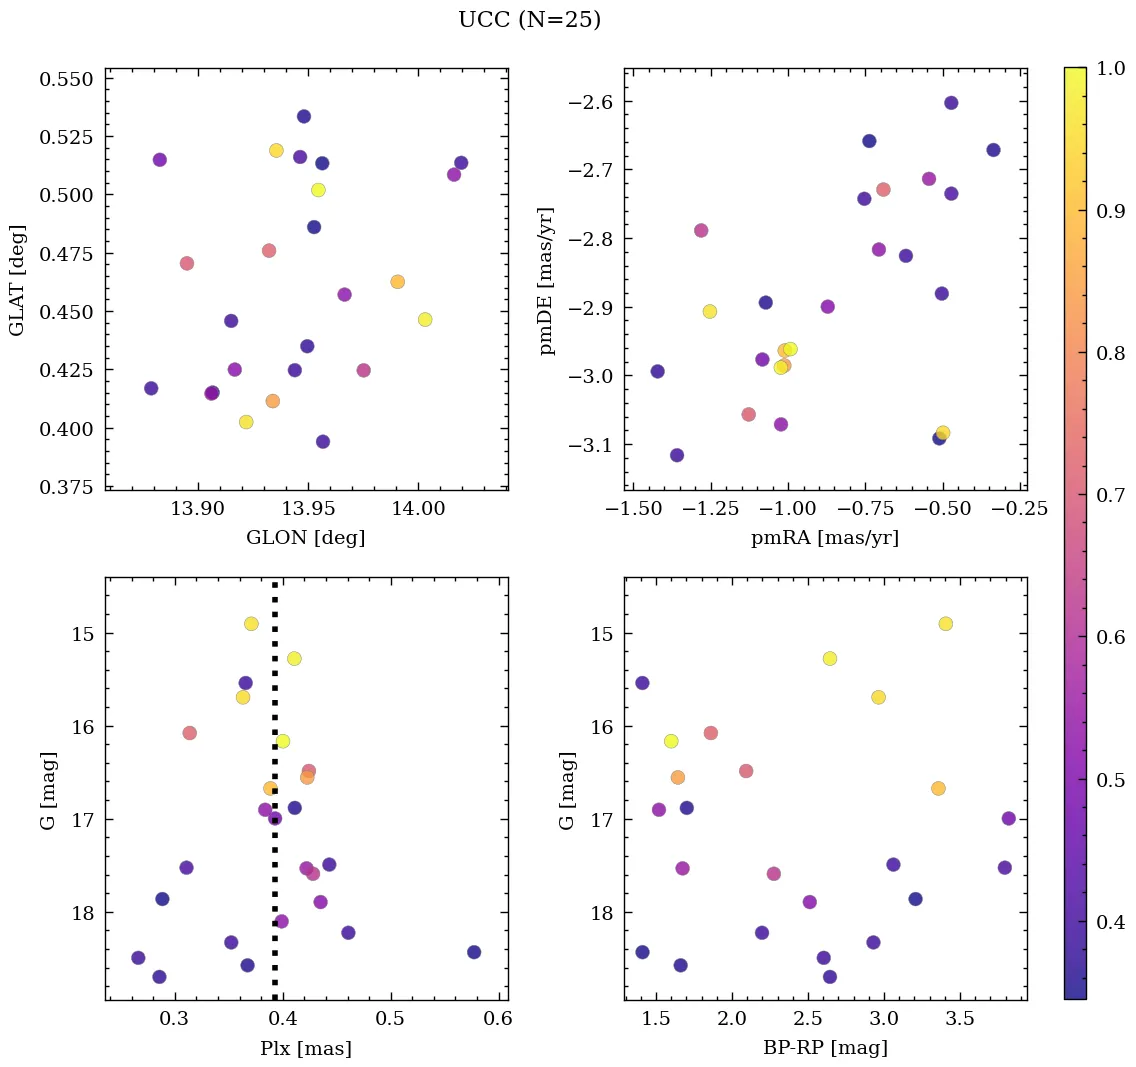 UCC (N=25)
0.550
0.525
0.500
0.475
0.450
0.425
0.400
0.375
GLAT [deg]
13.90 13.95 14.00
GLON [deg]
−2.6
−2.7
−2.8
−2.9
−3.0
−3.1
pmDE [mas/yr]
−1.50 −1.25 −1.00 −0.75 −0.50 −0.25
pmRA [mas/yr]
15
16
17
18
G [mag]
0.3 0.4 0.5 0.6
Plx [mas]
15
16
17
18
G [mag]
1.5 2.0 2.5 3.0 3.5
BP-RP [mag]
1.0
0.9
0.8
0.7
0.6
0.5
0.4